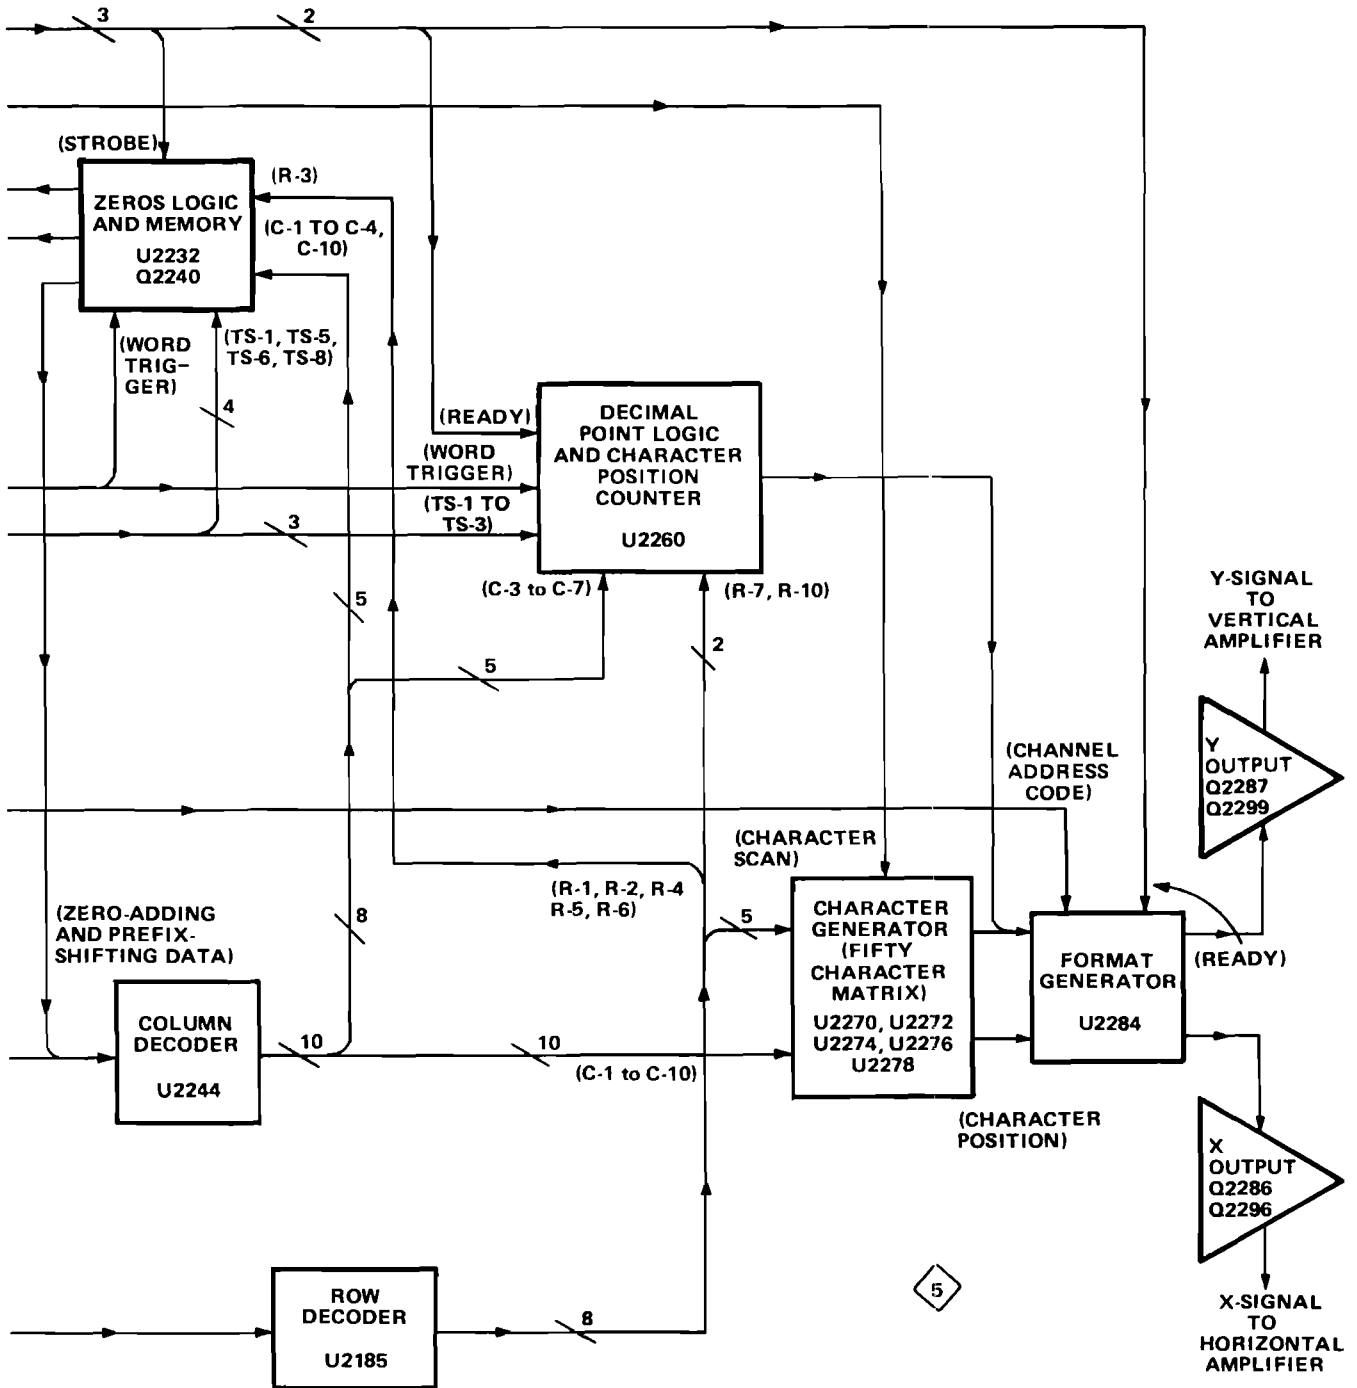 3
2
(STROBE)
ZEROS LOGIC
AND MEMORY
U2232
Q2240
(R-3)
(C-1 TO C-4,
C-10)
(WORD
TRIG-
GER)
(TS-1, TS-5,
TS-6, TS-8)
4
(READY)
(WORD
TRIGGER)
(TS-1 TO
TS-3)
3
DECIMAL
POINT LOGIC
AND CHARACTER
POSITION
COUNTER
U2260
(C-3 to C-7)
(R-7, R-10)
5
5
2
Y-SIGNAL
TO
VERTICAL
AMPLIFIER
Y
OUTPUT
Q2287
Q2299
(CHANNEL
ADDRESS
CODE)
(CHARACTER
SCAN)
(R-1, R-2, R-4
R-5, R-6)
5
8
(ZERO-ADDING
AND PREFIX-
SHIFTING DATA)
CHARACTER
GENERATOR
(FIFTY
CHARACTER
MATRIX)
U2270, U2272
U2274, U2276
U2278
FORMAT
GENERATOR
U2284
(READY)
COLUMN
DECODER
U2244
10
10
(C-1 to C-10)
(CHARACTER
POSITION)
X
OUTPUT
Q2286
Q2296
ROW
DECODER
U2185
8
5
X-SIGNAL
TO
HORIZONTAL
AMPLIFIER